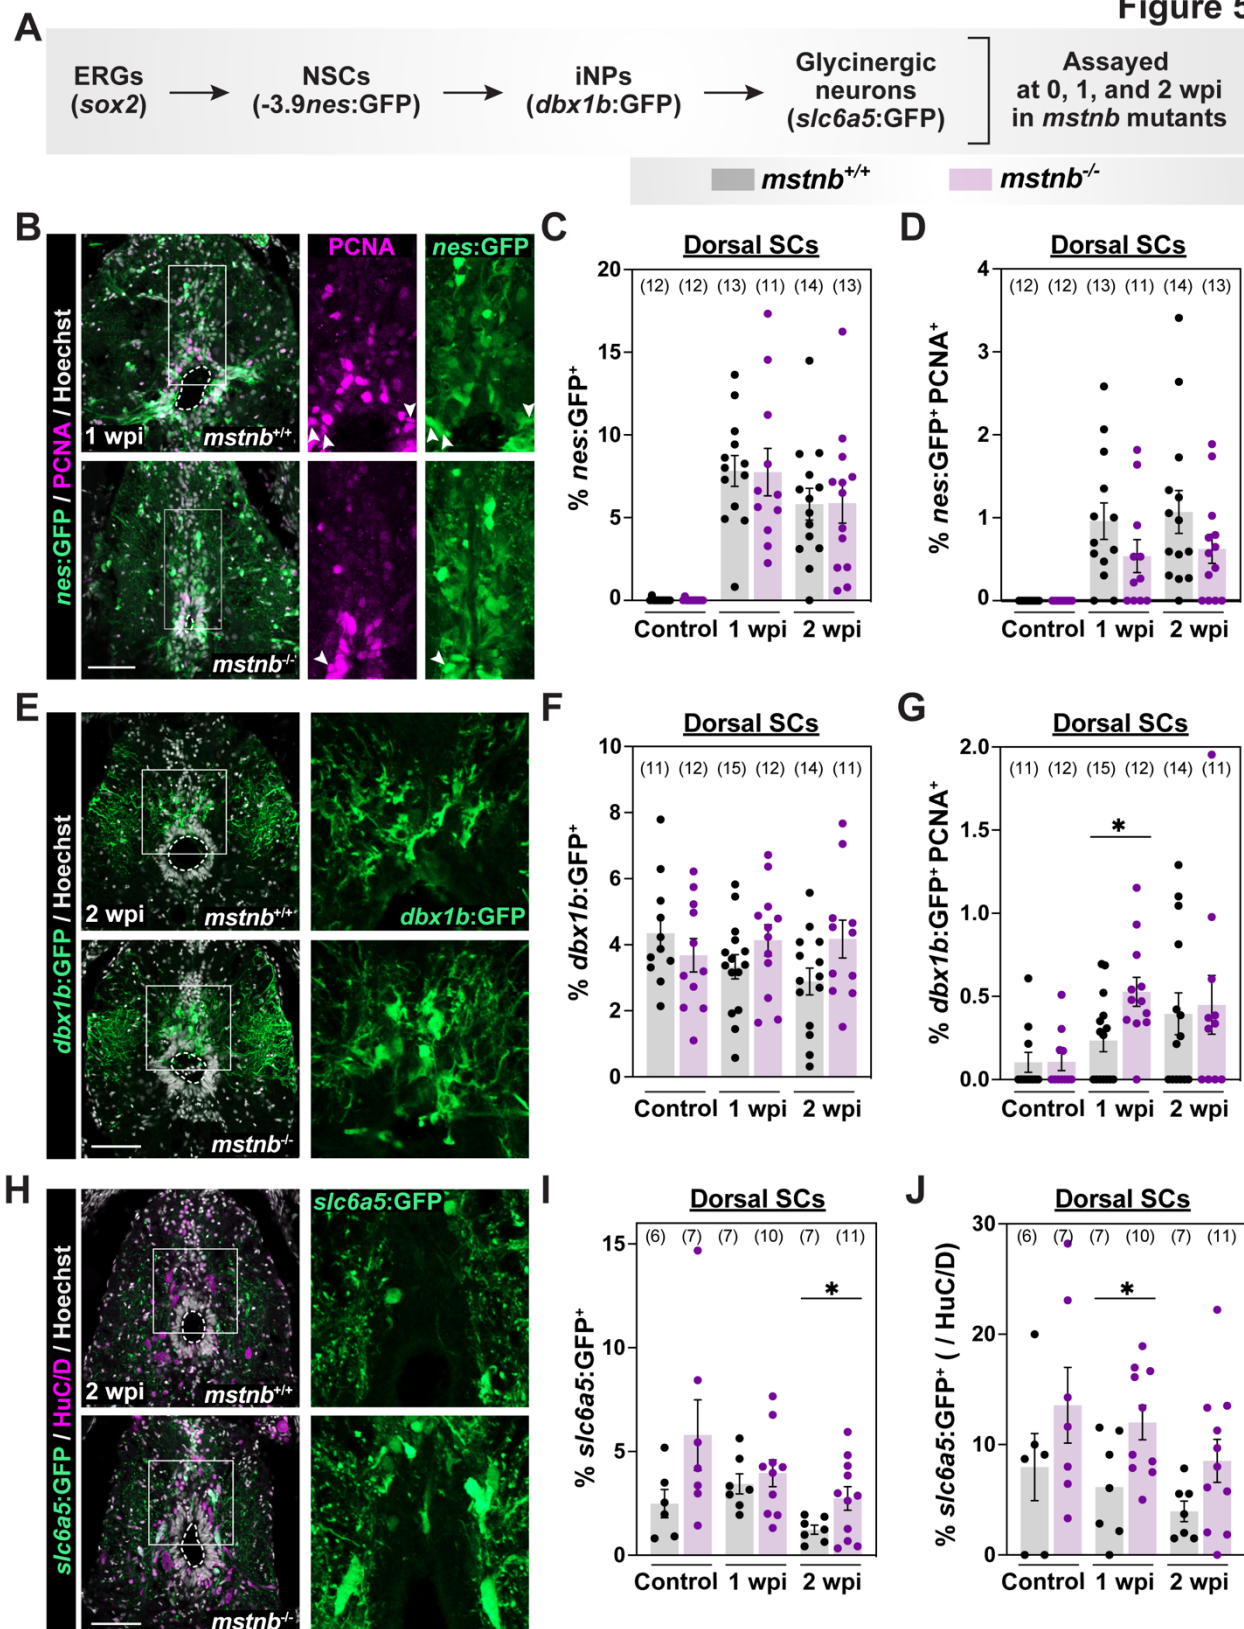 Figure 5
A
ERGs
(sox2)
NSCs
(-3.9nes:GFP)
iNPs
(dbx1b:GFP)
Glycinergic
neurons
(slc6a5:GFP)
Assayed
at 0, 1, and 2 wpi
in mstnb mutants
mstnb+/+
mstnb-/-
B
nes:GFP / PCNA / Hoechst
1 wpi
mstnb+/+
PCNA
nes:GFP
mstnb-/-
C
Dorsal SCs
% nes:GFP+
20
15
10
5
0
(12) (12) (13) (11) (14) (13)
Control 1 wpi 2 wpi
D
Dorsal SCs
% nes:GFP+ PCNA+
4
3
2
1
0
(12) (12) (13) (11) (14) (13)
Control 1 wpi 2 wpi
E
dbx1b:GFP / Hoechst
2 wpi
mstnb+/+
dbx1b:GFP
mstnb-/-
F
Dorsal SCs
% dbx1b:GFP+
10
8
6
4
2
0
(11) (12) (15) (12) (14) (11)
Control 1 wpi 2 wpi
G
Dorsal SCs
% dbx1b:GFP+ PCNA+
2.0
1.5
1.0
0.5
0.0
(11) (12) (15) (12) (14) (11)
*
Control 1 wpi 2 wpi
H
slc6a5:GFP / HuC/D / Hoechst
2 wpi
mstnb+/+
slc6a5:GFP
mstnb-/-
I
Dorsal SCs
% slc6a5:GFP+
15
10
5
0
(6) (7) (7) (10) (7) (11)
*
Control 1 wpi 2 wpi
J
Dorsal SCs
% slc6a5:GFP+ ( / HuC/D)
30
20
10
0
(6) (7) (7) (10) (7) (11)
*
Control 1 wpi 2 wpi